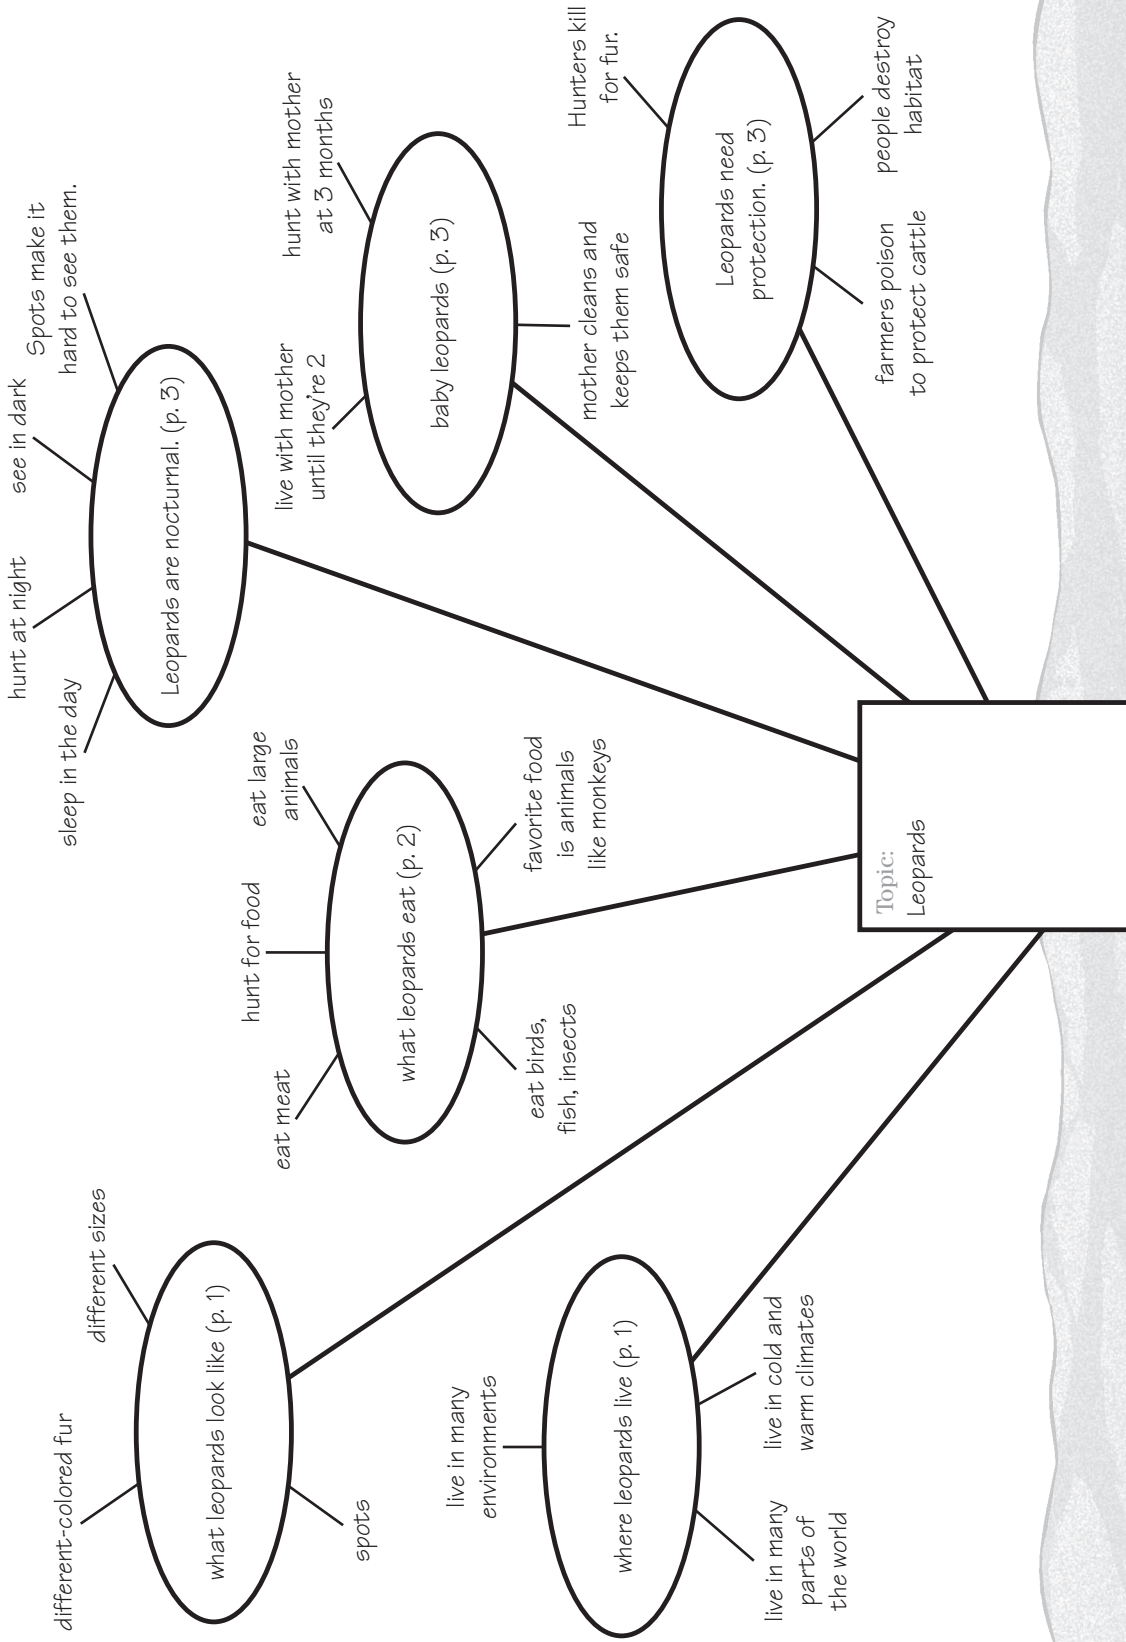 Topic:
Leopards
where leopards live (p. 1)
live in many
environments
live in many
parts of
the world
live in cold and
warm climates
what leopards look like (p. 1)
different-colored fur
different sizes
spots
what leopards eat (p. 2)
eat meat
hunt for food
eat large
animals
eat birds,
fish, insects
favorite food
is animals
like monkeys
Leopards are nocturnal. (p. 3)
sleep in the day
hunt at night
see in dark
Spots make it
hard to see them.
baby leopards (p. 3)
live with mother
until they're 2
hunt with mother
at 3 months
mother cleans and
keeps them safe
Leopards need
protection. (p. 3)
Hunters kill
for fur.
farmers poison
to protect cattle
people destroy
habitat